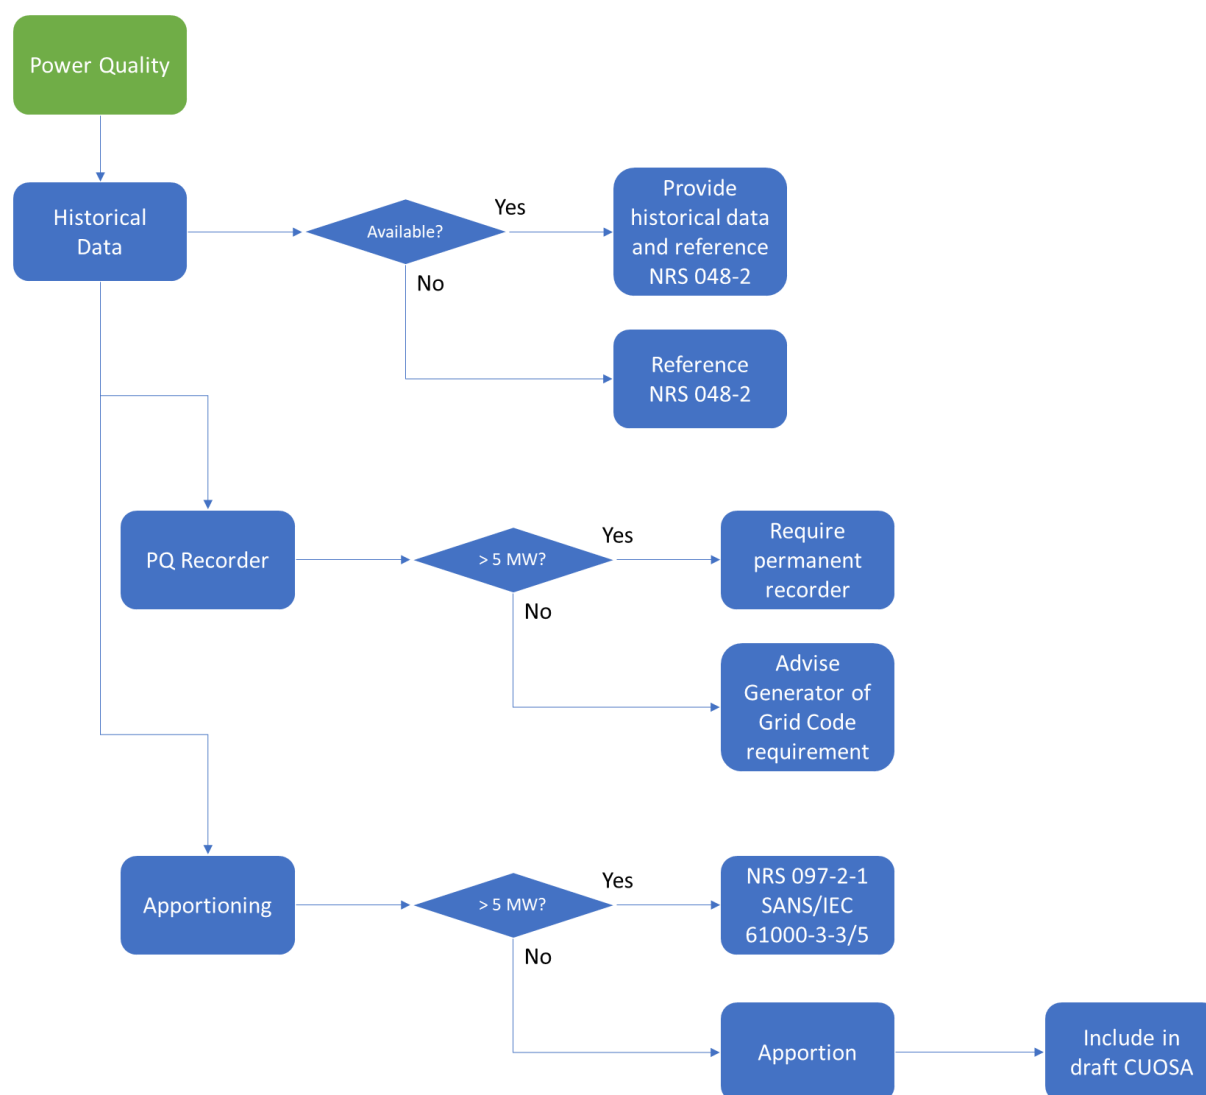 Power Quality
Historical
Data
Available?
Yes
No
Provide
historical data
and reference
NRS 048-2
Reference
NRS 048-2
PQ Recorder
> 5 MW?
Yes
No
Require
permanent
recorder
Advise
Generator of
Grid Code
requirement
Apportioning
> 5 MW?
Yes
No
NRS 097-2-1
SANS/IEC
61000-3-3/5
Apportion
Include in
draft CUOSA